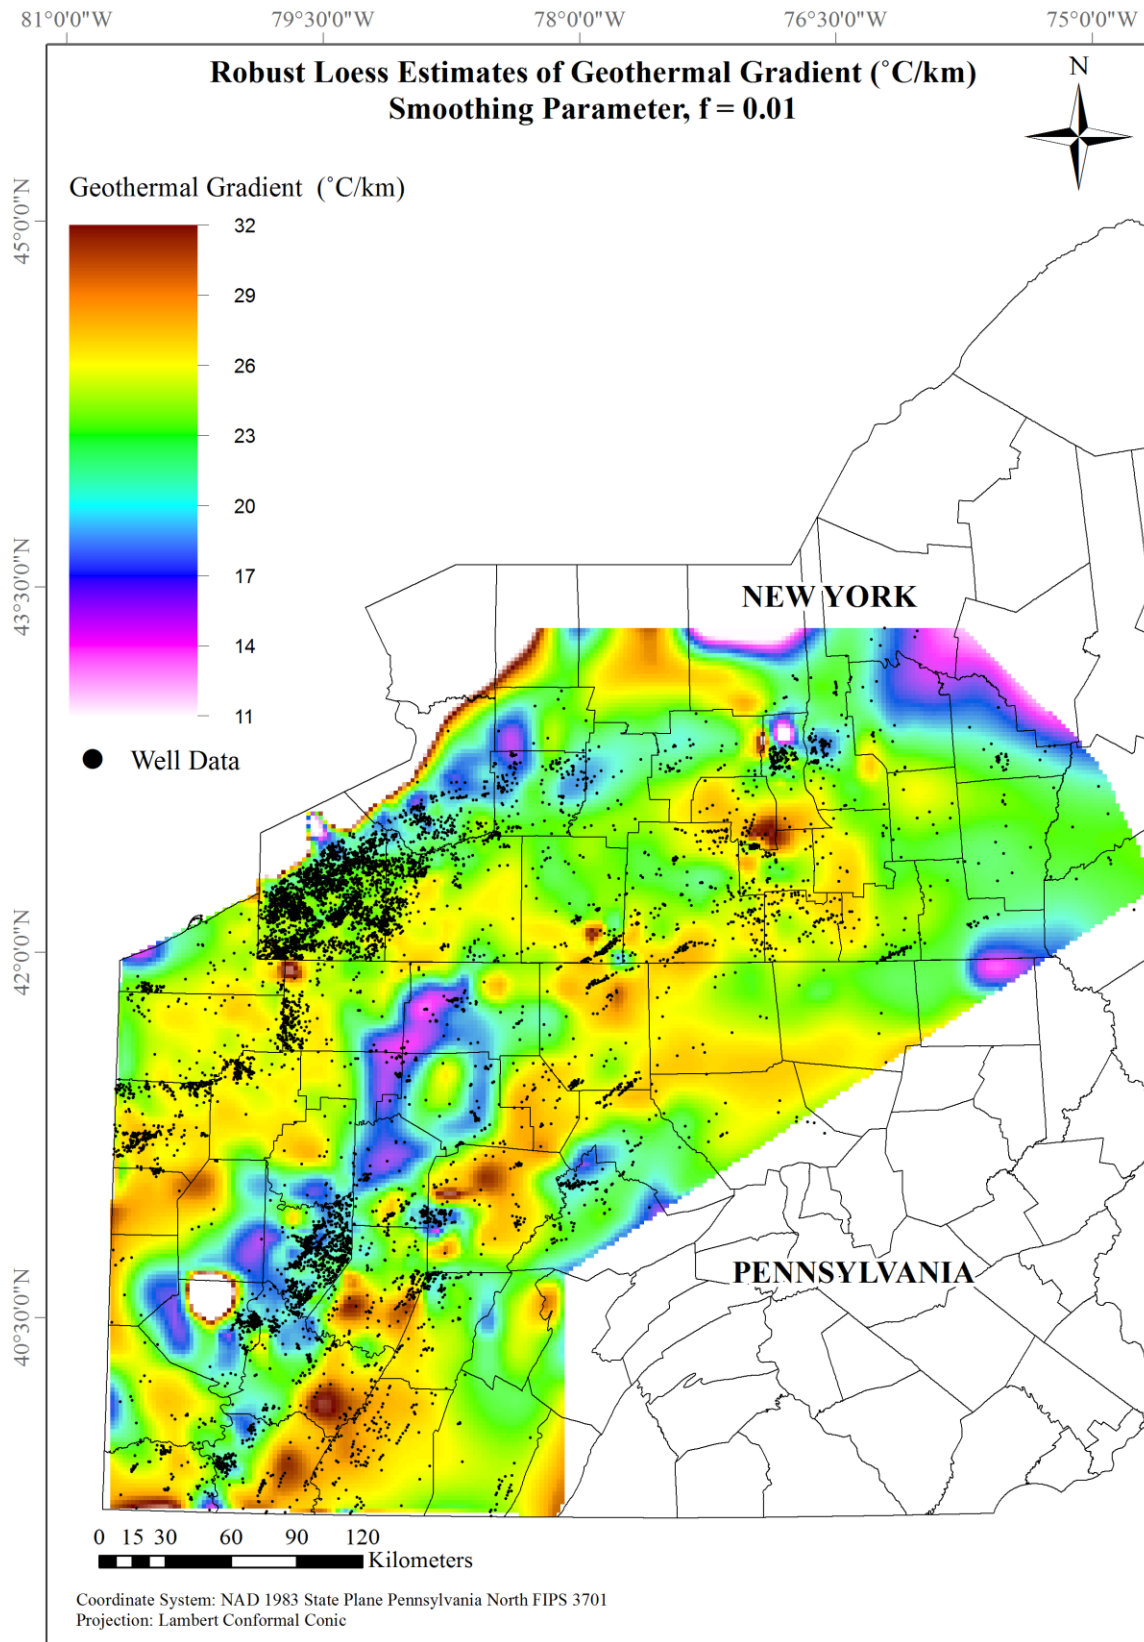 81°0'0"W
79°30'0"W
78°0'0"W
76°30'0"W
75°0'0"W
Robust Loess Estimates of Geothermal Gradient (˚C/km)
Smoothing Parameter, f = 0.01
N
Geothermal Gradient (˚C/km)
32
29
26
23
20
17
14
11
Well Data
45°0'0"N
43°30'0"N
42°0'0"N
40°30'0"N
NEW YORK
PENNSYLVANIA
0 15 30 60 90 120
Kilometers
Coordinate System: NAD 1983 State Plane Pennsylvania North FIPS 3701
Projection: Lambert Conformal Conic